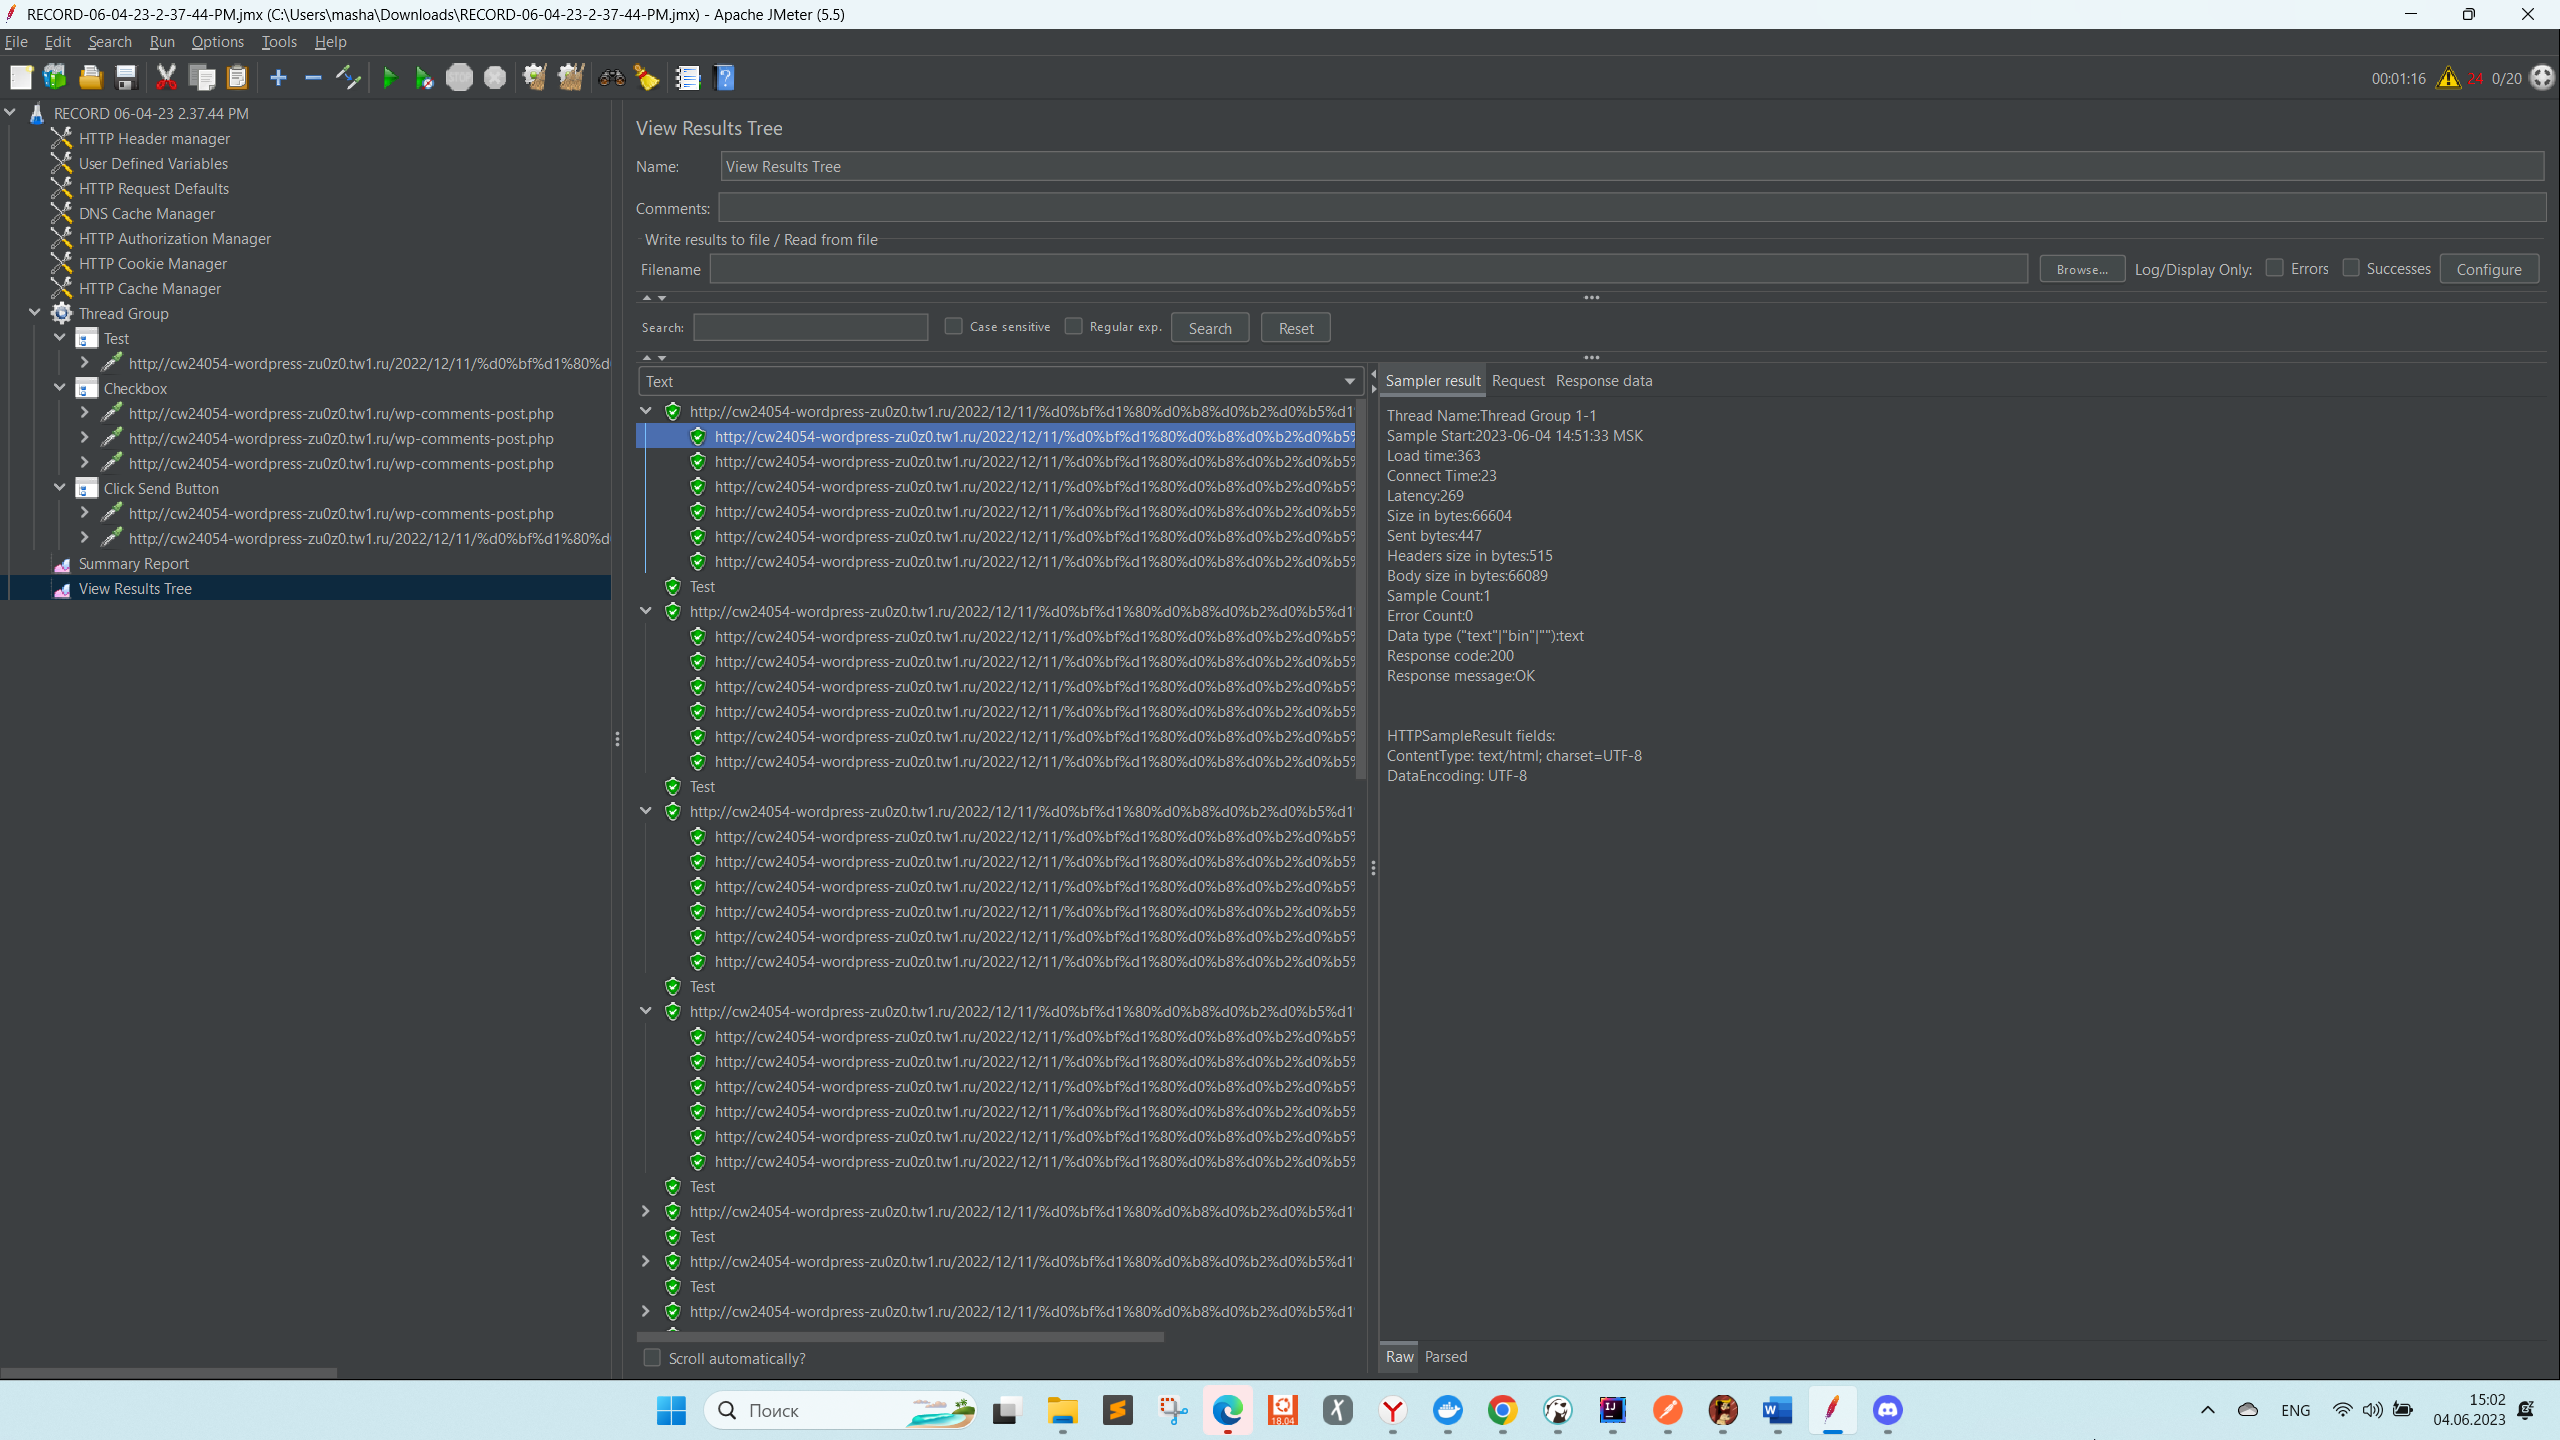 RECORD-06-04-23-2-37-44-PM.jmx (C:\Users\masha\Downloads\RECORD-06-04-23-2-37-44-PM.jmx) - Apache JMeter (5.5)
File Edit Search Run Options Tools Help
STOP
00:01:16 24 0/20
RECORD 06-04-23 2.37.44 PM
HTTP Header manager
User Defined Variables
HTTP Request Defaults
DNS Cache Manager
HTTP Authorization Manager
HTTP Cookie Manager
HTTP Cache Manager
Thread Group
Test
http://cw24054-wordpress-zu0z0.tw1.ru/2022/12/11/%d0%bf%d1%80%d
Checkbox
http://cw24054-wordpress-zu0z0.tw1.ru/wp-comments-post.php
http://cw24054-wordpress-zu0z0.tw1.ru/wp-comments-post.php
http://cw24054-wordpress-zu0z0.tw1.ru/wp-comments-post.php
Click Send Button
http://cw24054-wordpress-zu0z0.tw1.ru/wp-comments-post.php
http://cw24054-wordpress-zu0z0.tw1.ru/2022/12/11/%d0%bf%d1%80%d
Summary Report
View Results Tree
View Results Tree
Name: View Results Tree
Comments:
Write results to file / Read from file
Filename Browse... Log/Display Only: Errors Successes Configure
Search: Case sensitive Regular exp. Search Reset
Text
http://cw24054-wordpress-zu0z0.tw1.ru/2022/12/11/%d0%bf%d1%80%d0%b8%d0%b2%d0%b5%d1
http://cw24054-wordpress-zu0z0.tw1.ru/2022/12/11/%d0%bf%d1%80%d0%b8%d0%b2%d0%b5%
http://cw24054-wordpress-zu0z0.tw1.ru/2022/12/11/%d0%bf%d1%80%d0%b8%d0%b2%d0%b5%
http://cw24054-wordpress-zu0z0.tw1.ru/2022/12/11/%d0%bf%d1%80%d0%b8%d0%b2%d0%b5%
http://cw24054-wordpress-zu0z0.tw1.ru/2022/12/11/%d0%bf%d1%80%d0%b8%d0%b2%d0%b5%
http://cw24054-wordpress-zu0z0.tw1.ru/2022/12/11/%d0%bf%d1%80%d0%b8%d0%b2%d0%b5%
http://cw24054-wordpress-zu0z0.tw1.ru/2022/12/11/%d0%bf%d1%80%d0%b8%d0%b2%d0%b5%
Test
http://cw24054-wordpress-zu0z0.tw1.ru/2022/12/11/%d0%bf%d1%80%d0%b8%d0%b2%d0%b5%d1
http://cw24054-wordpress-zu0z0.tw1.ru/2022/12/11/%d0%bf%d1%80%d0%b8%d0%b2%d0%b5%
http://cw24054-wordpress-zu0z0.tw1.ru/2022/12/11/%d0%bf%d1%80%d0%b8%d0%b2%d0%b5%
http://cw24054-wordpress-zu0z0.tw1.ru/2022/12/11/%d0%bf%d1%80%d0%b8%d0%b2%d0%b5%
http://cw24054-wordpress-zu0z0.tw1.ru/2022/12/11/%d0%bf%d1%80%d0%b8%d0%b2%d0%b5%
http://cw24054-wordpress-zu0z0.tw1.ru/2022/12/11/%d0%bf%d1%80%d0%b8%d0%b2%d0%b5%
http://cw24054-wordpress-zu0z0.tw1.ru/2022/12/11/%d0%bf%d1%80%d0%b8%d0%b2%d0%b5%
Test
http://cw24054-wordpress-zu0z0.tw1.ru/2022/12/11/%d0%bf%d1%80%d0%b8%d0%b2%d0%b5%d1
http://cw24054-wordpress-zu0z0.tw1.ru/2022/12/11/%d0%bf%d1%80%d0%b8%d0%b2%d0%b5%
http://cw24054-wordpress-zu0z0.tw1.ru/2022/12/11/%d0%bf%d1%80%d0%b8%d0%b2%d0%b5%
http://cw24054-wordpress-zu0z0.tw1.ru/2022/12/11/%d0%bf%d1%80%d0%b8%d0%b2%d0%b5%
http://cw24054-wordpress-zu0z0.tw1.ru/2022/12/11/%d0%bf%d1%80%d0%b8%d0%b2%d0%b5%
http://cw24054-wordpress-zu0z0.tw1.ru/2022/12/11/%d0%bf%d1%80%d0%b8%d0%b2%d0%b5%
http://cw24054-wordpress-zu0z0.tw1.ru/2022/12/11/%d0%bf%d1%80%d0%b8%d0%b2%d0%b5%
Test
http://cw24054-wordpress-zu0z0.tw1.ru/2022/12/11/%d0%bf%d1%80%d0%b8%d0%b2%d0%b5%d1
http://cw24054-wordpress-zu0z0.tw1.ru/2022/12/11/%d0%bf%d1%80%d0%b8%d0%b2%d0%b5%
http://cw24054-wordpress-zu0z0.tw1.ru/2022/12/11/%d0%bf%d1%80%d0%b8%d0%b2%d0%b5%
http://cw24054-wordpress-zu0z0.tw1.ru/2022/12/11/%d0%bf%d1%80%d0%b8%d0%b2%d0%b5%
http://cw24054-wordpress-zu0z0.tw1.ru/2022/12/11/%d0%bf%d1%80%d0%b8%d0%b2%d0%b5%
http://cw24054-wordpress-zu0z0.tw1.ru/2022/12/11/%d0%bf%d1%80%d0%b8%d0%b2%d0%b5%
http://cw24054-wordpress-zu0z0.tw1.ru/2022/12/11/%d0%bf%d1%80%d0%b8%d0%b2%d0%b5%
Test
http://cw24054-wordpress-zu0z0.tw1.ru/2022/12/11/%d0%bf%d1%80%d0%b8%d0%b2%d0%b5%d1
Test
http://cw24054-wordpress-zu0z0.tw1.ru/2022/12/11/%d0%bf%d1%80%d0%b8%d0%b2%d0%b5%d1
Test
http://cw24054-wordpress-zu0z0.tw1.ru/2022/12/11/%d0%bf%d1%80%d0%b8%d0%b2%d0%b5%d1
Scroll automatically?
Sampler result Request Response data
Thread Name:Thread Group 1-1
Sample Start:2023-06-04 14:51:33 MSK
Load time:363
Connect Time:23
Latency:269
Size in bytes:66604
Sent bytes:447
Headers size in bytes:515
Body size in bytes:66089
Sample Count:1
Error Count:0
Data type ("text"|"bin"|""):text
Response code:200
Response message:OK
HTTPSampleResult fields:
ContentType: text/html; charset=UTF-8
DataEncoding: UTF-8
Raw Parsed
Поиск
18.04
ENG
15:02
04.06.2023